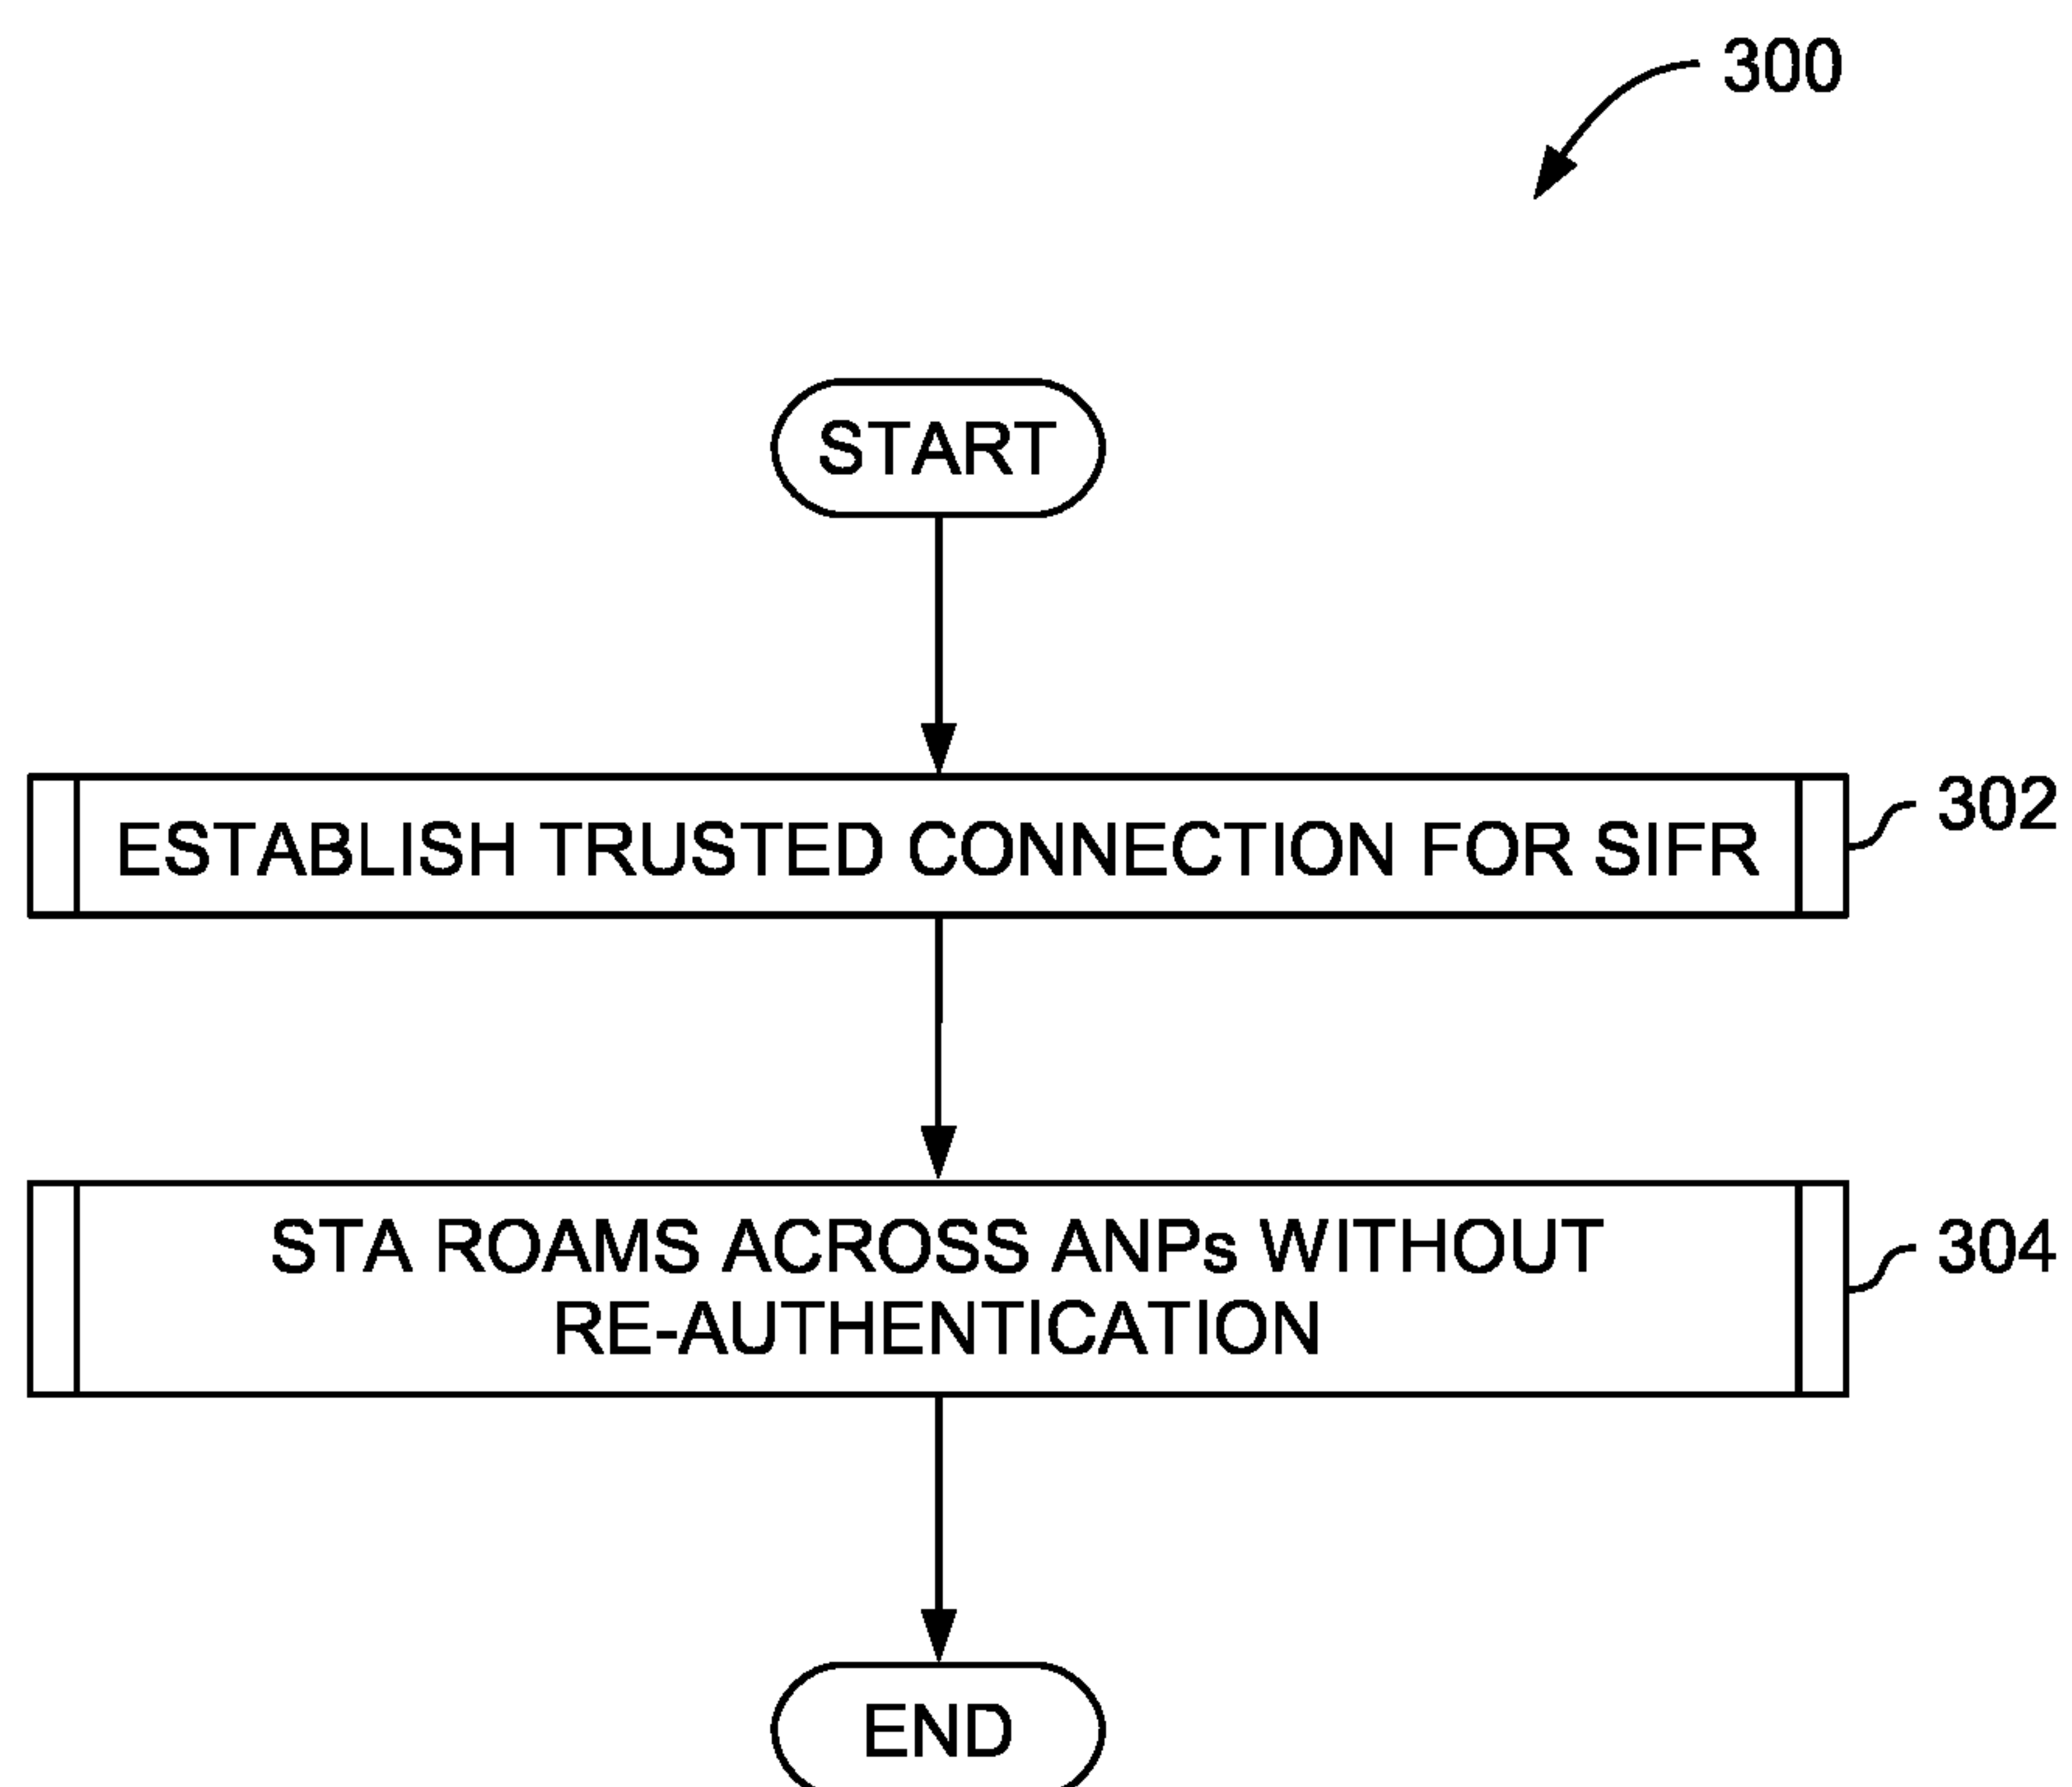 300
START
ESTABLISH TRUSTED CONNECTION FOR SIFR
302
STA ROAMS ACROSS ANPs WITHOUT
RE-AUTHENTICATION
304
END